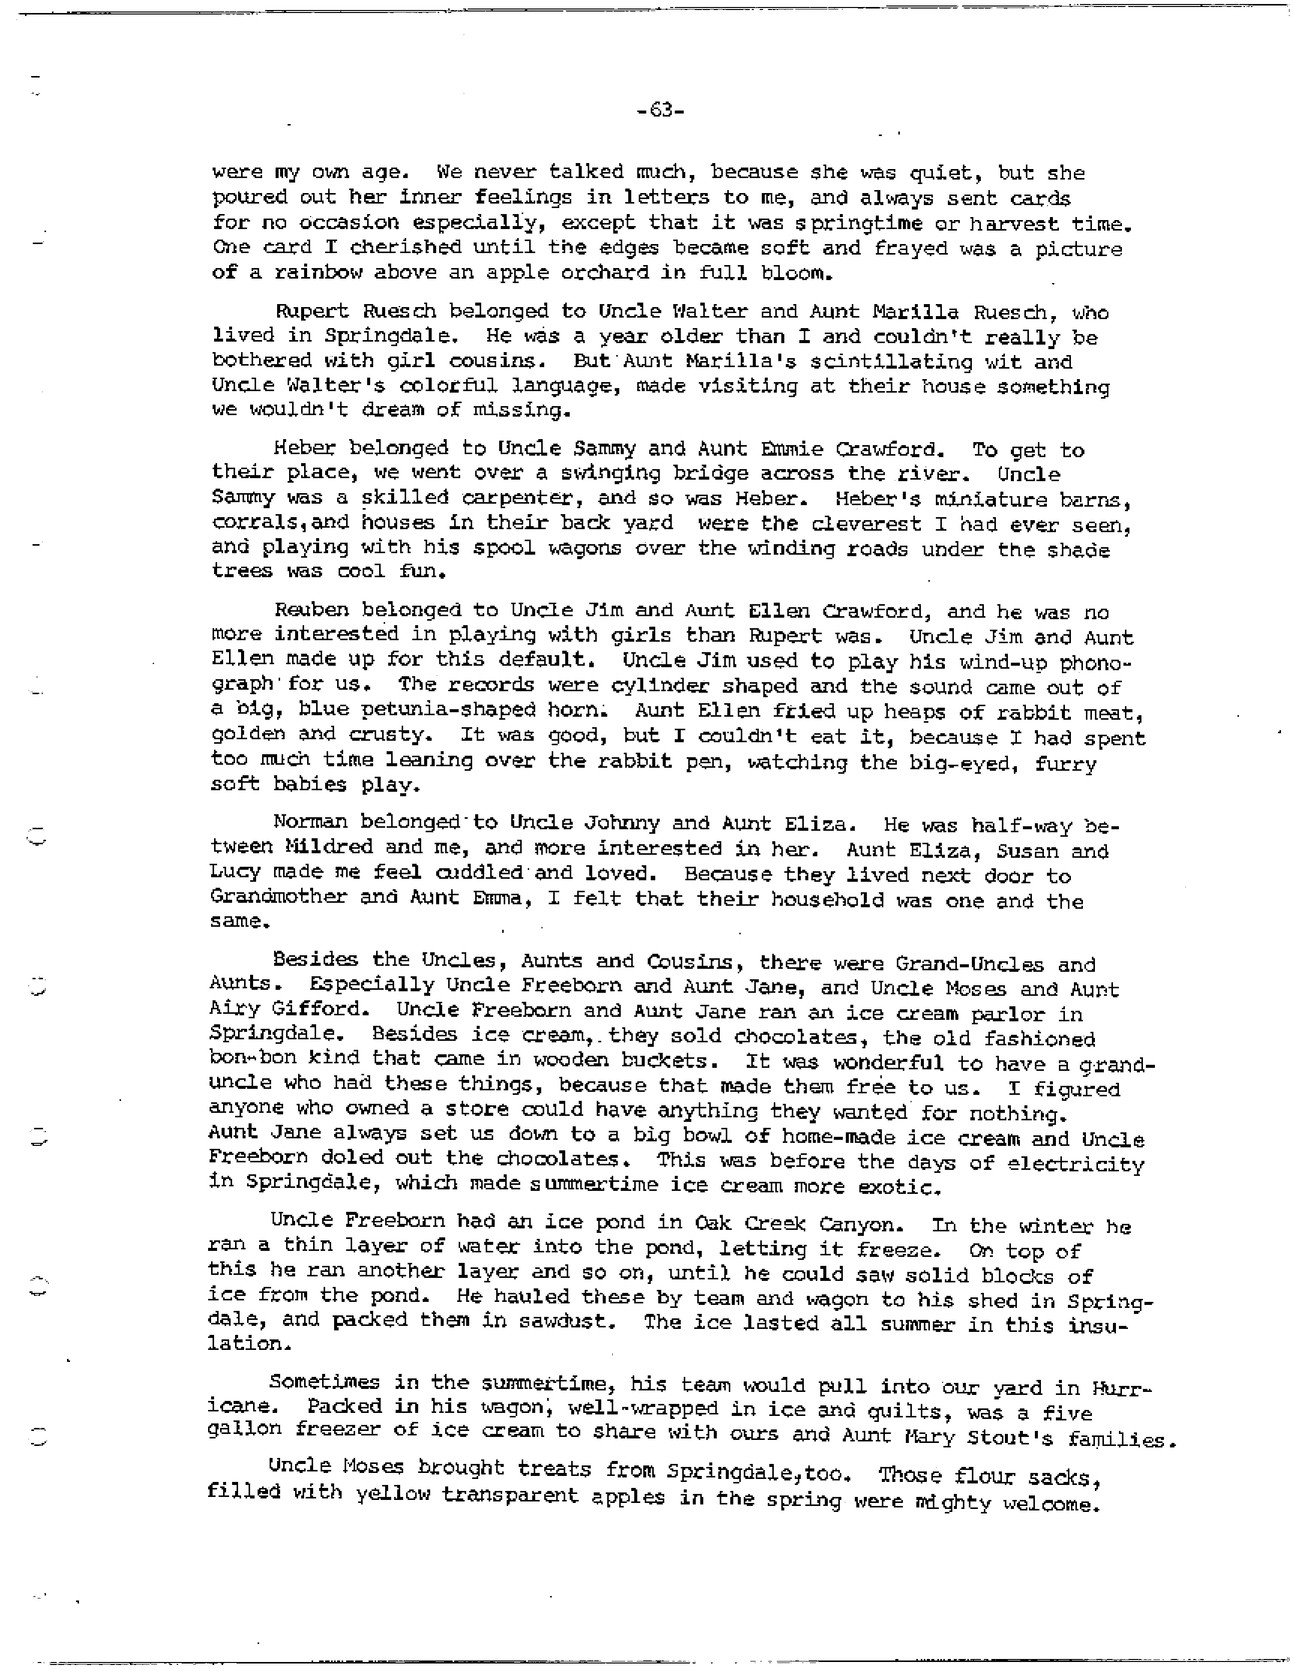 -63-
were my own age. We never talked much, because she was quiet, but she
poured out her inner feelings in letters to me, and always sent cards
for no occasion especially, except that it was springtime or harvest time.
One card I cherished until the edges became soft and frayed was a picture
of a rainbow above an apple orchard in full bloom.
Rupert Ruesch belonged to Uncle Walter and Aunt Marilla Ruesch, who
lived in Springdale. He was a year older than I and couldn't really be
bothered with girl cousins. But Aunt Marilla's scintillating wit and
Uncle Walter's colorful language, made visiting at their house something
we wouldn't dream of missing.
Heber belonged to Uncle Sammy and Aunt Emmie Crawford. To get to
their place, we went over a swinging bridge across the river. Uncle
Sammy was a skilled carpenter, and so was Heber. Heber's miniature barns,
corrals,and houses in their back yard were the cleverest I had ever seen,
and playing with his spool wagons over the winding roads under the shade
trees was cool fun.
Reuben belonged to Uncle Jim and Aunt Ellen Crawford, and he was no
more interested in playing with girls than Rupert was. Uncle Jim and Aunt
Ellen made up for this default. Uncle Jim used to play his wind-up phono-
graph for us. The records were cylinder shaped and the sound came out of
a big, blue petunia-shaped horn. Aunt Ellen fried up heaps of rabbit meat,
golden and crusty. It was good, but I couldn't eat it, because I had spent
too much time leaning over the rabbit pen, watching the big-eyed, furry
soft babies play.
Norman belonged to Uncle Johnny and Aunt Eliza. He was half-way be-
tween Mildred and me, and more interested in her. Aunt Eliza, Susan and
Lucy made me feel cuddled and loved. Because they lived next door to
Grandmother and Aunt Emma, I felt that their household was one and the
same.
Besides the Uncles, Aunts and Cousins, there were Grand-Uncles and
Aunts. Especially Uncle Freeborn and Aunt Jane, and Uncle Moses and Aunt
Airy Gifford. Uncle Freeborn and Aunt Jane ran an ice cream parlor in
Springdale. Besides ice cream, they sold chocolates, the old fashioned
bon-bon kind that came in wooden buckets. It was wonderful to have a grand-
uncle who had these things, because that made them free to us. I figured
anyone who owned a store could have anything they wanted for nothing.
Aunt Jane always set us down to a big bowl of home-made ice cream and Uncle
Freeborn doled out the chocolates. This was before the days of electricity
in Springdale, which made summertime ice cream more exotic.
Uncle Freeborn had an ice pond in Oak Creek Canyon. In the winter he
ran a thin layer of water into the pond, letting it freeze. On top of
this he ran another layer and so on, until he could saw solid blocks of
ice from the pond. He hauled these by team and wagon to his shed in Spring-
dale, and packed them in sawdust. The ice lasted all summer in this insu-
lation.
Sometimes in the summertime, his team would pull into our yard in Hurr-
icane. Packed in his wagon, well-wrapped in ice and quilts, was a five
gallon freezer of ice cream to share with ours and Aunt Mary Stout's families.
Uncle Moses brought treats from Springdale,too. Those flour sacks,
filled with yellow transparent apples in the spring were mighty welcome.